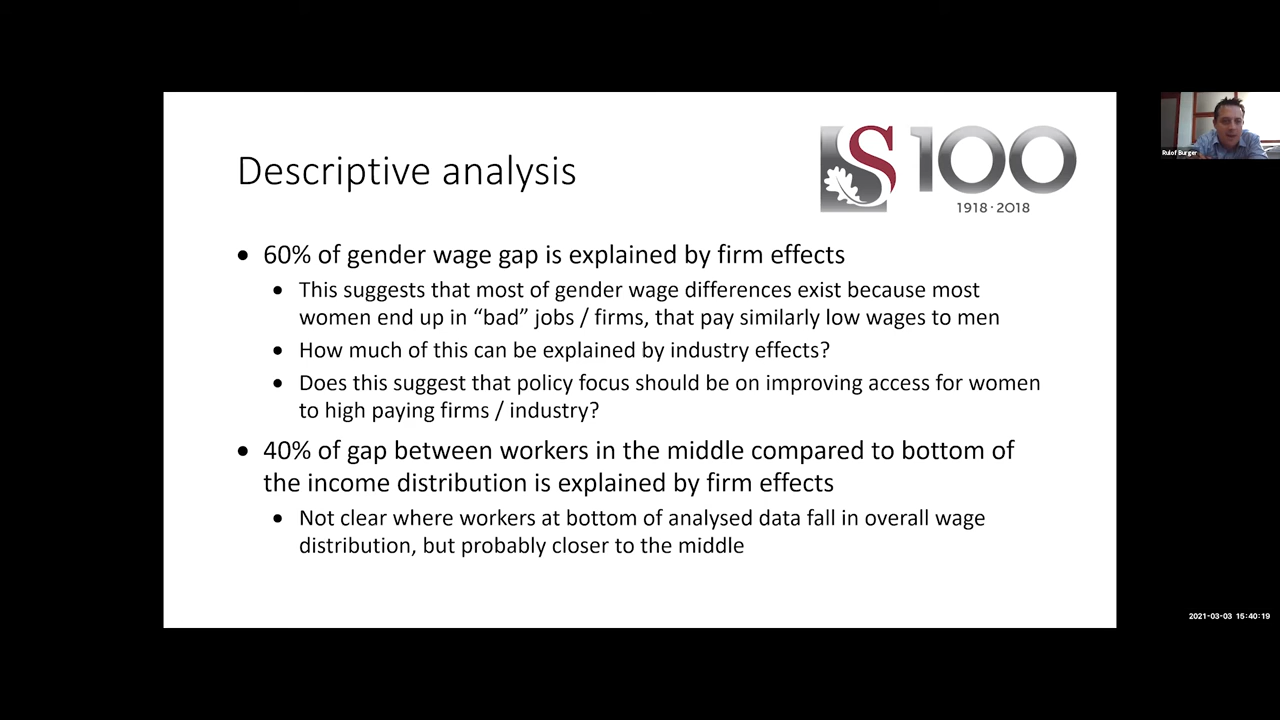 Descriptive analysis
S 100
1918 · 2018
• 60% of gender wage gap is explained by firm effects
• This suggests that most of gender wage differences exist because most
women end up in “bad” jobs / firms, that pay similarly low wages to men
• How much of this can be explained by industry effects?
• Does this suggest that policy focus should be on improving access for women
to high paying firms / industry?
• 40% of gap between workers in the middle compared to bottom of
the income distribution is explained by firm effects
• Not clear where workers at bottom of analysed data fall in overall wage
distribution, but probably closer to the middle
Rulof Burger
2021-03-03 15:40:19